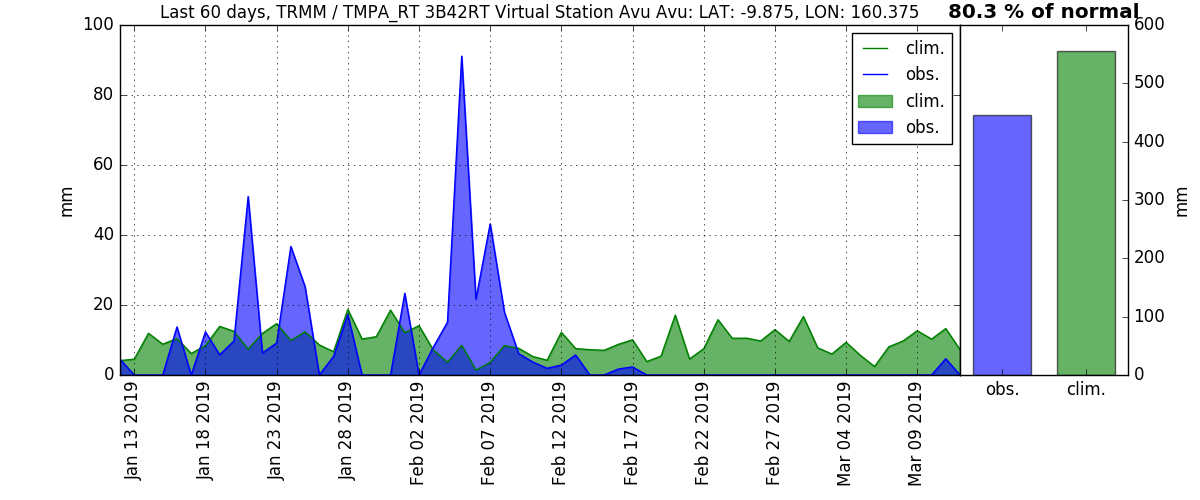 Last 60 days, TRMM / TMPA_RT 3B42RT Virtual Station Avu Avu: LAT: -9.875, LON: 160.375
80.3 % of normal
100
80
60
40
20
0
mm
clim.
obs.
clim.
obs.
Jan 13 2019
Jan 18 2019
Jan 23 2019
Jan 28 2019
Feb 02 2019
Feb 07 2019
Feb 12 2019
Feb 17 2019
Feb 22 2019
Feb 27 2019
Mar 04 2019
Mar 09 2019
600
500
400
300
200
100
0
mm
obs.
clim.